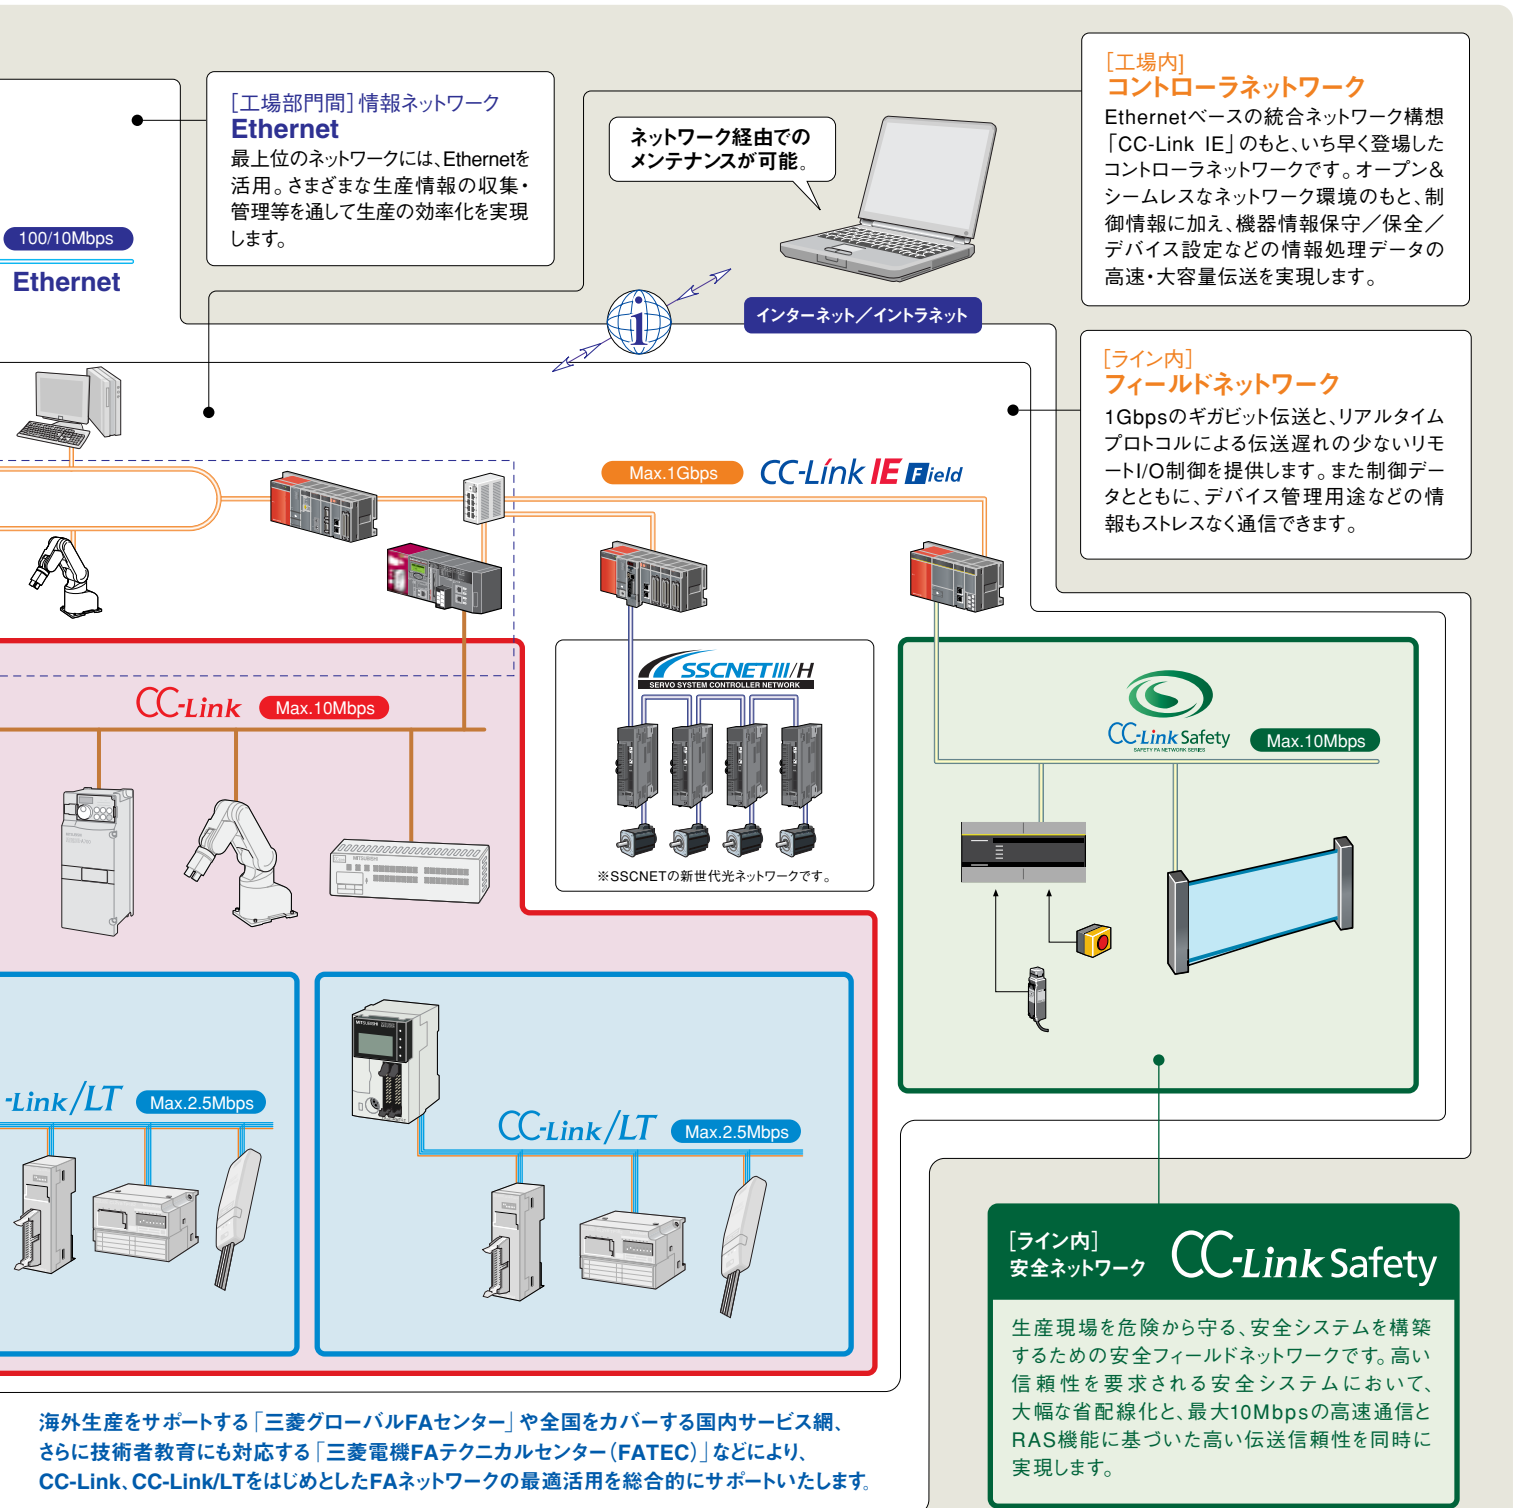 [工場部門間]情報ネットワーク
Ethernet
最上位のネットワークには、Ethernetを
活用。さまざまな生産情報の収集・
管理等を通して生産の効率化を実現
します。
100/10Mbps
Ethernet
ネットワーク経由での
メンテナンスが可能。
インターネット／イントラネット
[工場内]
コントローラネットワーク
Ethernetベースの統合ネットワーク構想
「CC-Link IE」のもと、いち早く登場した
コントローラネットワークです。オープン&
シームレスなネットワーク環境のもと、制
御情報に加え、機器情報保守／保全／
デバイス設定などの情報処理データの
高速・大容量伝送を実現します。
[ライン内]
フィールドネットワーク
1Gbpsのギガビット伝送と、リアルタイム
プロトコルによる伝送遅れの少ないリモ
ートI/O制御を提供します。また制御デー
タとともに、デバイス管理用途などの情
報もストレスなく通信できます。
Max.1Gbps
CC-Link IE Field
CC-Link
Max.10Mbps
SSCNETIII/H
SERVO SYSTEM CONTROLLER NETWORK
※SSCNETの新世代光ネットワークです。
CC-Link Safety
SAFETY FA NETWORK SERIES
Max.10Mbps
MITSUBISHI
MITSUBISHI
-Link/LT
Max.2.5Mbps
CC-Link/LT
Max.2.5Mbps
[ライン内]
安全ネットワーク
CC-Link Safety
生産現場を危険から守る、安全システムを構築
するための安全フィールドネットワークです。高い
信頼性を要求される安全システムにおいて、
大幅な省配線化と、最大10Mbpsの高速通信と
RAS機能に基づいた高い伝送信頼性を同時に
実現します。
海外生産をサポートする「三菱グローバルFAセンター」や全国をカバーする国内サービス網、
さらに技術者教育にも対応する「三菱電機FAテクニカルセンター（FATEC）」などにより、
CC-Link、CC-Link/LTをはじめとしたFAネットワークの最適活用を総合的にサポートいたします。